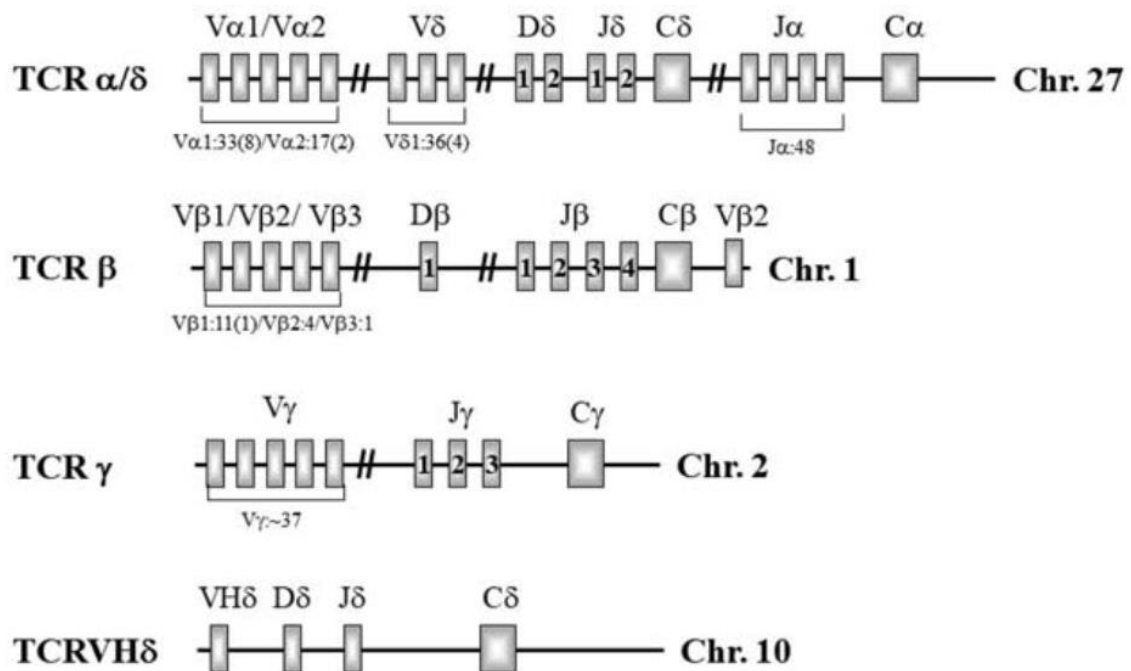 Vα1/Vα2 Vδ Dδ Jδ Cδ Jα Cα
TCR α/δ 1 2 1 2 Chr. 27
Vα1:33(8)/Vα2:17(2) Vδ1:36(4) Jα:48
Vβ1/Vβ2/ Vβ3 Dβ Jβ Cβ Vβ2
TCR β 1 1 2 3 4 Chr. 1
Vβ1:11(1)/Vβ2:4/Vβ3:1
Vγ Jγ Cγ
TCR γ 1 2 3 Chr. 2
Vγ:~37
VHδ Dδ Jδ Cδ
TCRVHδ Chr. 10